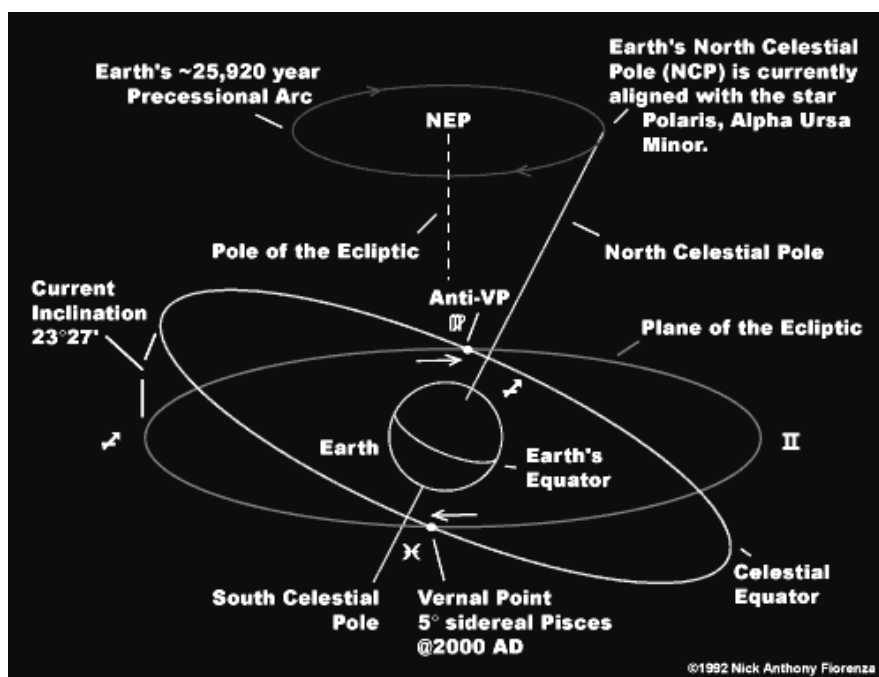 Earth's ~25,920 year
Precessional Arc
Earth's North Celestial
Pole (NCP) is currently
aligned with the star
Polaris, Alpha Ursa
Minor.
NEP
Pole of the Ecliptic
North Celestial Pole
Current
Inclination
23°27'
Anti-VP
♍
Plane of the Ecliptic
♐
♐
♊
Earth
Earth's
Equator
♓
South Celestial
Pole
Vernal Point
5° sidereal Pisces
@2000 AD
Celestial
Equator
©1992 Nick Anthony Fiorenza